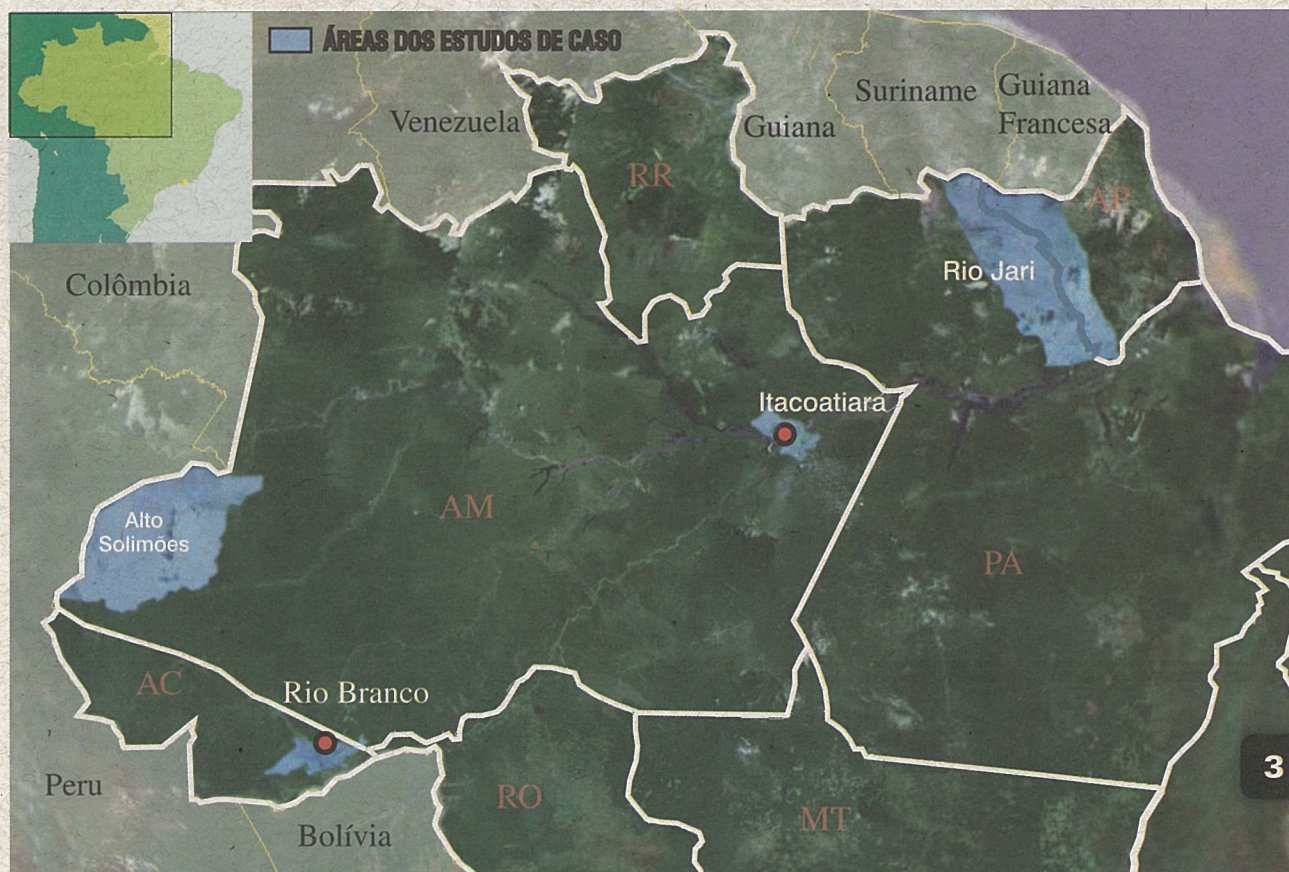 ÁREAS DOS ESTUDOS DE CASO
Venezuela
Guiana
Suriname
Guiana
Francesa
RR
AP
Colômbia
Rio Jari
Itacoatiara
AM
Alto
Solimões
PA
AC
Rio Branco
Peru
RO
MT
Bolívia
3